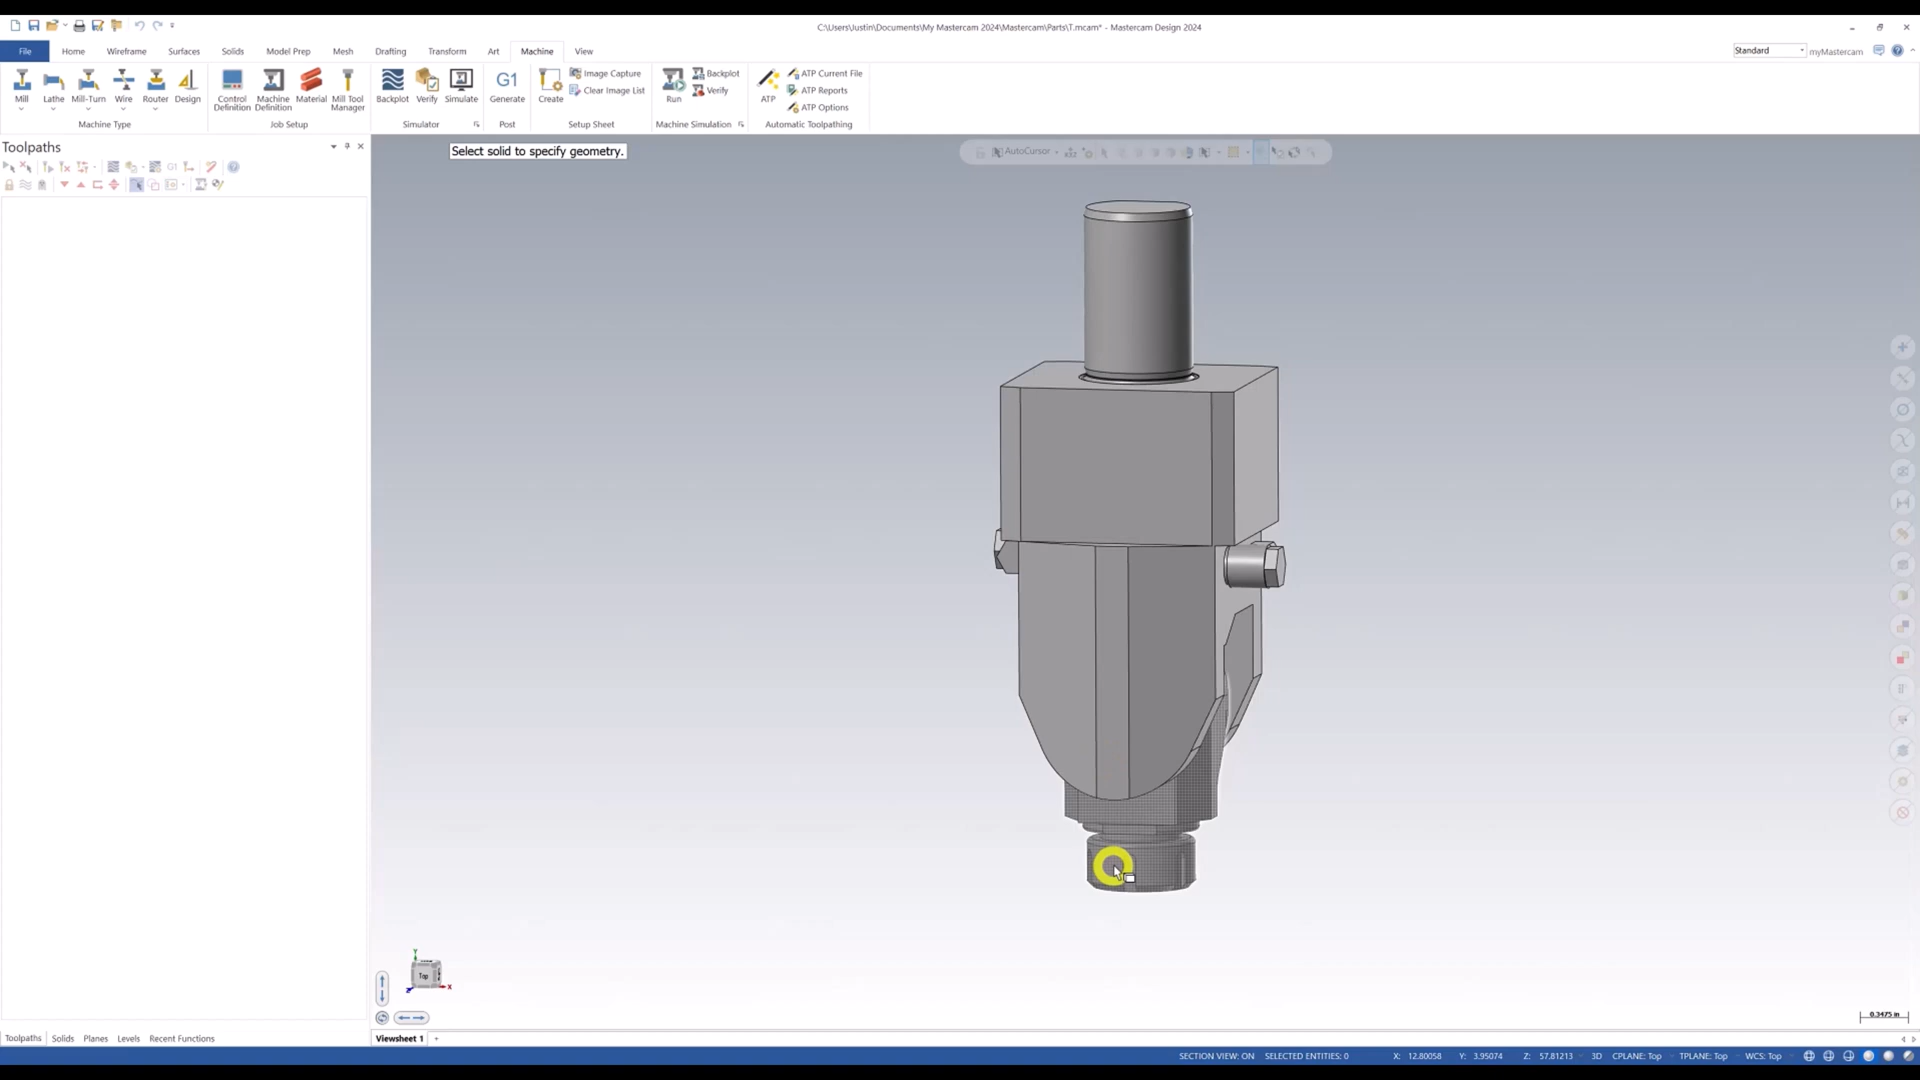 C:\Users\Justin\Documents\My Mastercam 2024\Mastercam\Parts\T.mcam* - Mastercam Design 2024
File Home Wireframe Surfaces Solids Model Prep Mesh Drafting Transform Art Machine View
Standard myMastercam
Mill Lathe Mill-Turn Wire Router Design
Machine Type
Control Definition Machine Definition Material Mill Tool Manager
Job Setup
Backplot Verify Simulate
Simulator
G1 Generate
Post
Create Image Capture
Clear Image List
Setup Sheet
Run Backplot
Verify
Machine Simulation
ATP ATP Current File
ATP Reports
ATP Options
Automatic Toolpathing
Toolpaths
G1
Select solid to specify geometry.
AutoCursor
XYZ
Top
Y
X
Z
0.3475 in
Toolpaths Solids Planes Levels Recent Functions
Viewsheet 1 +
SECTION VIEW: ON SELECTED ENTITIES: 0 X: 12.80058 Y: 3.95074 Z: 57.81213 3D CPLANE: Top TPLANE: Top WCS: Top